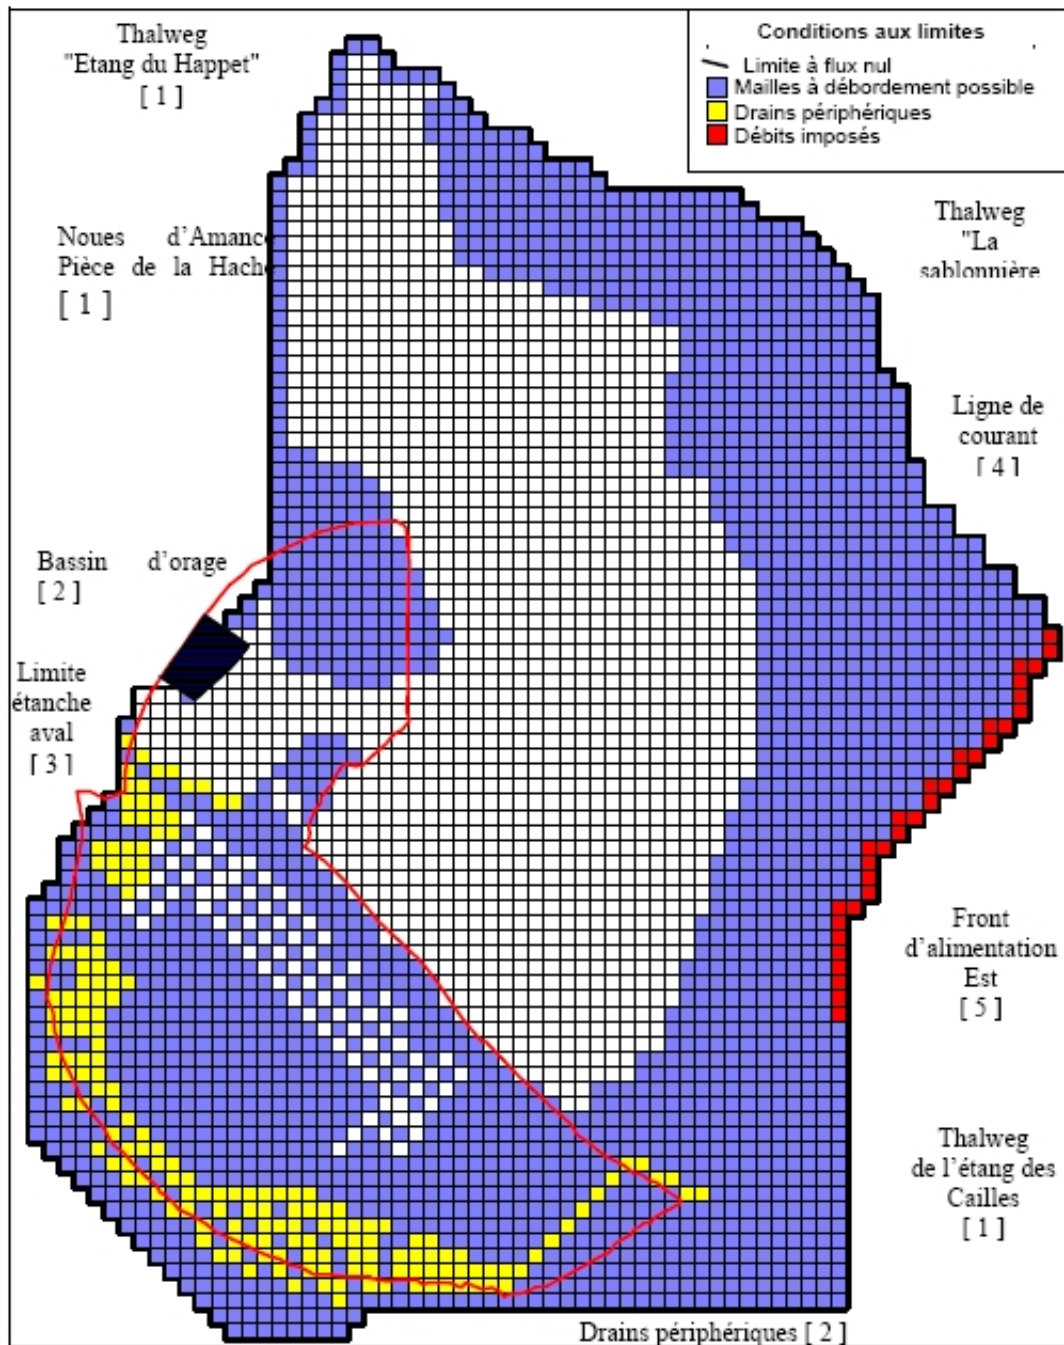 Thalweg
"Etang du Happet"
[ 1 ]
Conditions aux limites
Limite à flux nul
Mailles à débordement possible
Drains périphériques
Débits imposés
Noues d'Amance
Pièce de la Hache
[ 1 ]
Thalweg
"La
sablonnière
Ligne de
courant
[ 4 ]
Bassin d'orage
[ 2 ]
Limite
étanche
aval
[ 3 ]
Front
d'alimentation
Est
[ 5 ]
Thalweg
de l'étang des
Cailles
[ 1 ]
Drains périphériques [ 2 ]